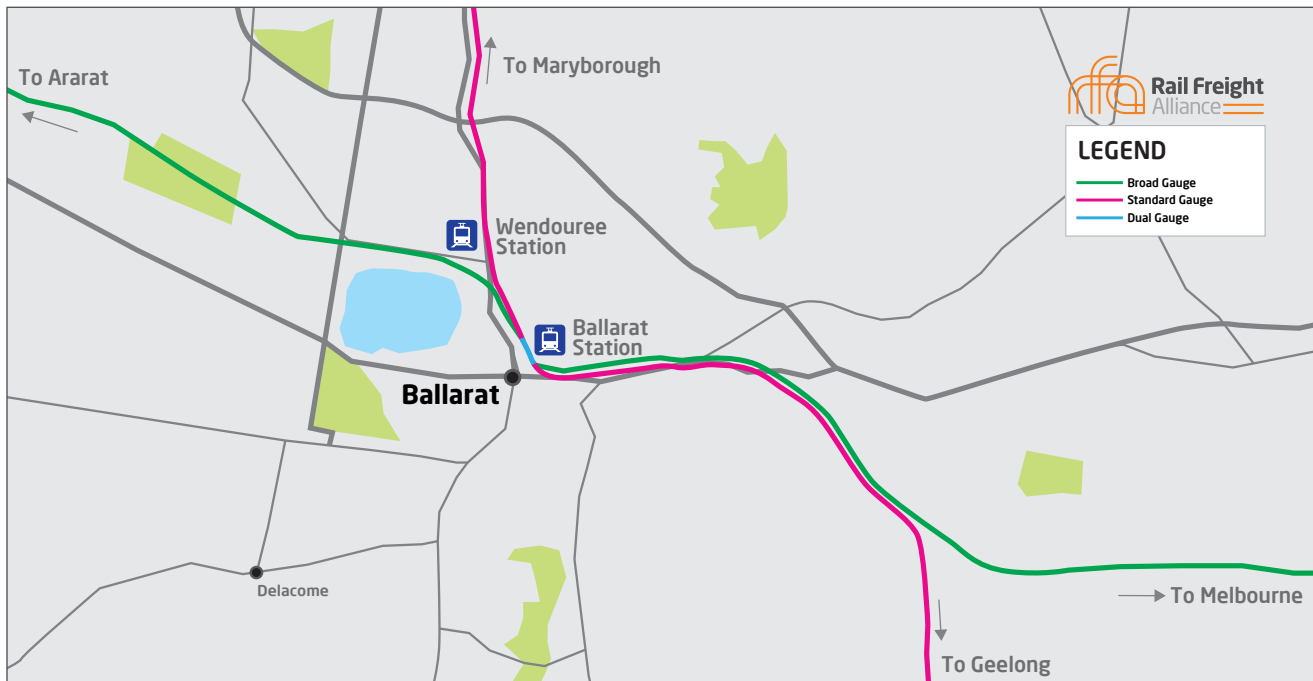 To Ararat
To Maryborough
Rail Freight
Alliance
LEGEND
Broad Gauge
Standard Gauge
Dual Gauge
Wendouree
Station
Ballarat
Station
Ballarat
Delacome
To Melbourne
To Geelong